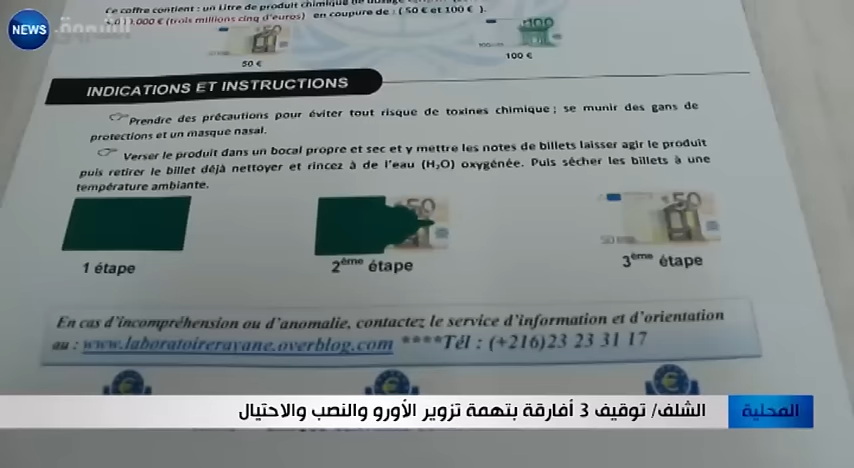 NEWS
الشروق
Ce coffre contient : un Litre de produit chimique de
(trois millions cinq d'euros) en coupure de : ( 50 € et 100 € ).
50 €
100 €
INDICATIONS ET INSTRUCTIONS
Prendre des précautions pour éviter tout risque de toxines chimique ; se munir des gans de
protections et un masque nasal.
Verser le produit dans un bocal propre et sec et y mettre les notes de billets laisser agir le produit
puis retirer le billet déjà nettoyer et rincez à de l'eau (H₂O) oxygénée. Puis sécher les billets à une
température ambiante.
50
50
1 étape
2ème étape
3ème étape
En cas d'incompréhension ou d'anomalie, contactez le service d'information et d'orientation
au : www.laboratoirerayane.overblog.com ****Tél : (+216)23 23 31 17
المحلية
الشلف/ توقيف 3 أفارقة بتهمة تزوير الأورو والنصب والاحتيال